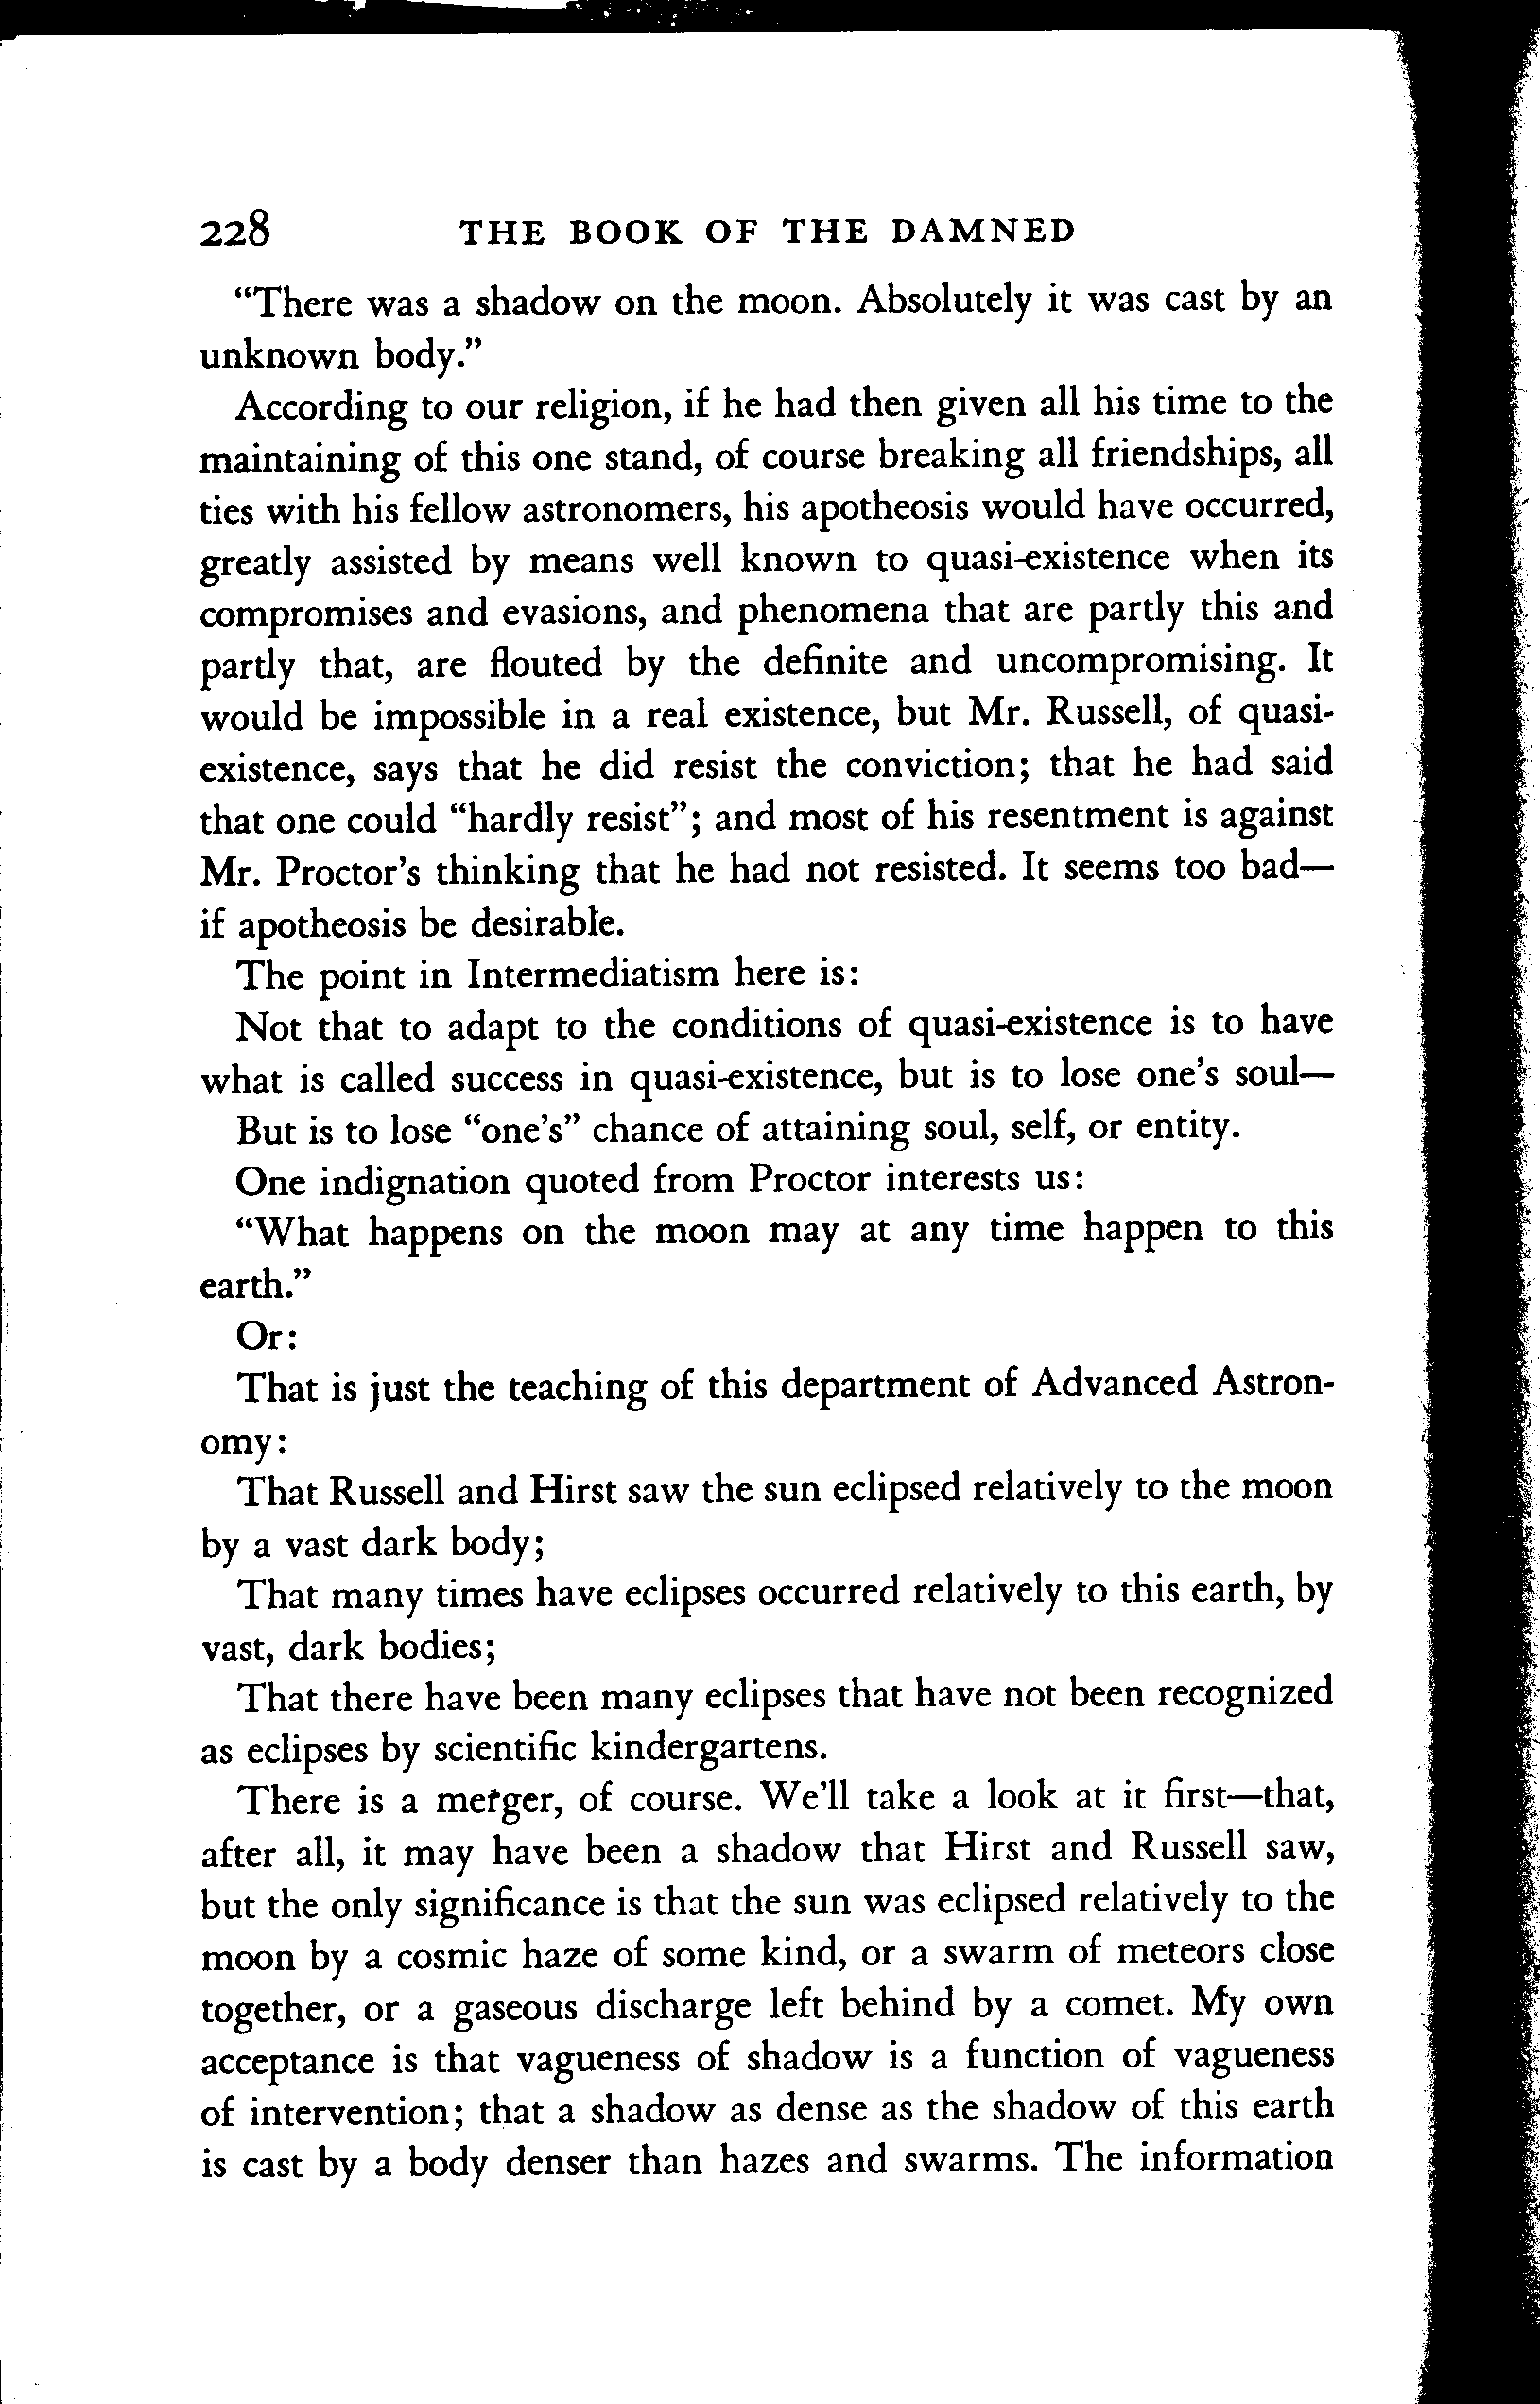 228 THE BOOK OF THE DAMNED
“There was a shadow on the moon. Absolutely it was cast by an
unknown body.”
According to our religion, if he had then given all his time to the
maintaining of this one stand, of course breaking all friendships, all
ties with his fellow astronomers, his apotheosis would have occurred,
greatly assisted by means well known to quasi-existence when its
compromises and evasions, and phenomena that are partly this and
partly that, are flouted by the definite and uncompromising. It
would be impossible in a real existence, but Mr. Russell, of quasi-
existence, says that he did resist the conviction; that he had said
that one could “hardly resist”; and most of his resentment is against
Mr. Proctor’s thinking that he had not resisted. It seems too bad—
if apotheosis be desirable.
The point in Intermediatism here is:
Not that to adapt to the conditions of quasi-existence is to have
what is called success in quasi-existence, but is to lose one’s soul—
But is to lose “one’s” chance of attaining soul, self, or entity.
One indignation quoted from Proctor interests us:
“What happens on the moon may at any time happen to this
earth.”
Or:
That is just the teaching of this department of Advanced Astron-
omy:
That Russell and Hirst saw the sun eclipsed relatively to the moon
by a vast dark body;
That many times have eclipses occurred relatively to this earth, by
vast, dark bodies;
That there have been many eclipses that have not been recognized
as eclipses by scientific kindergartens.
There is a merger, of course. We’ll take a look at it first—that,
after all, it may have been a shadow that Hirst and Russell saw,
but the only significance is that the sun was eclipsed relatively to the
moon by a cosmic haze of some kind, or a swarm of meteors close
together, or a gaseous discharge left behind by a comet. My own
acceptance is that vagueness of shadow is a function of vagueness
of intervention; that a shadow as dense as the shadow of this earth
is cast by a body denser than hazes and swarms. The information